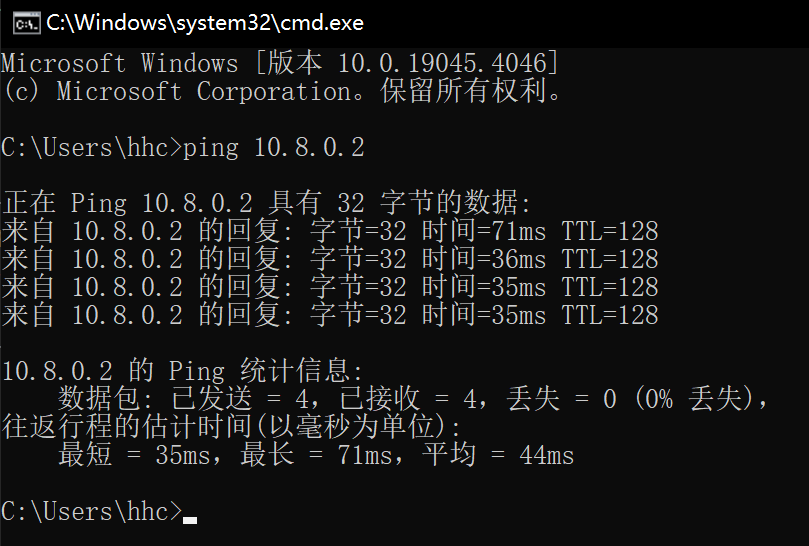 C:\Windows\system32\cmd.exe
Microsoft Windows [版本 10.0.19045.4046]
(c) Microsoft Corporation。保留所有权利。
C:\Users\hhc>ping 10.8.0.2
正在 Ping 10.8.0.2 具有 32 字节的数据:
来自 10.8.0.2 的回复: 字节=32 时间=71ms TTL=128
来自 10.8.0.2 的回复: 字节=32 时间=36ms TTL=128
来自 10.8.0.2 的回复: 字节=32 时间=35ms TTL=128
来自 10.8.0.2 的回复: 字节=32 时间=35ms TTL=128
10.8.0.2 的 Ping 统计信息:
    数据包: 已发送 = 4，已接收 = 4，丢失 = 0 (0% 丢失)，
往返行程的估计时间(以毫秒为单位):
    最短 = 35ms，最长 = 71ms，平均 = 44ms
C:\Users\hhc>